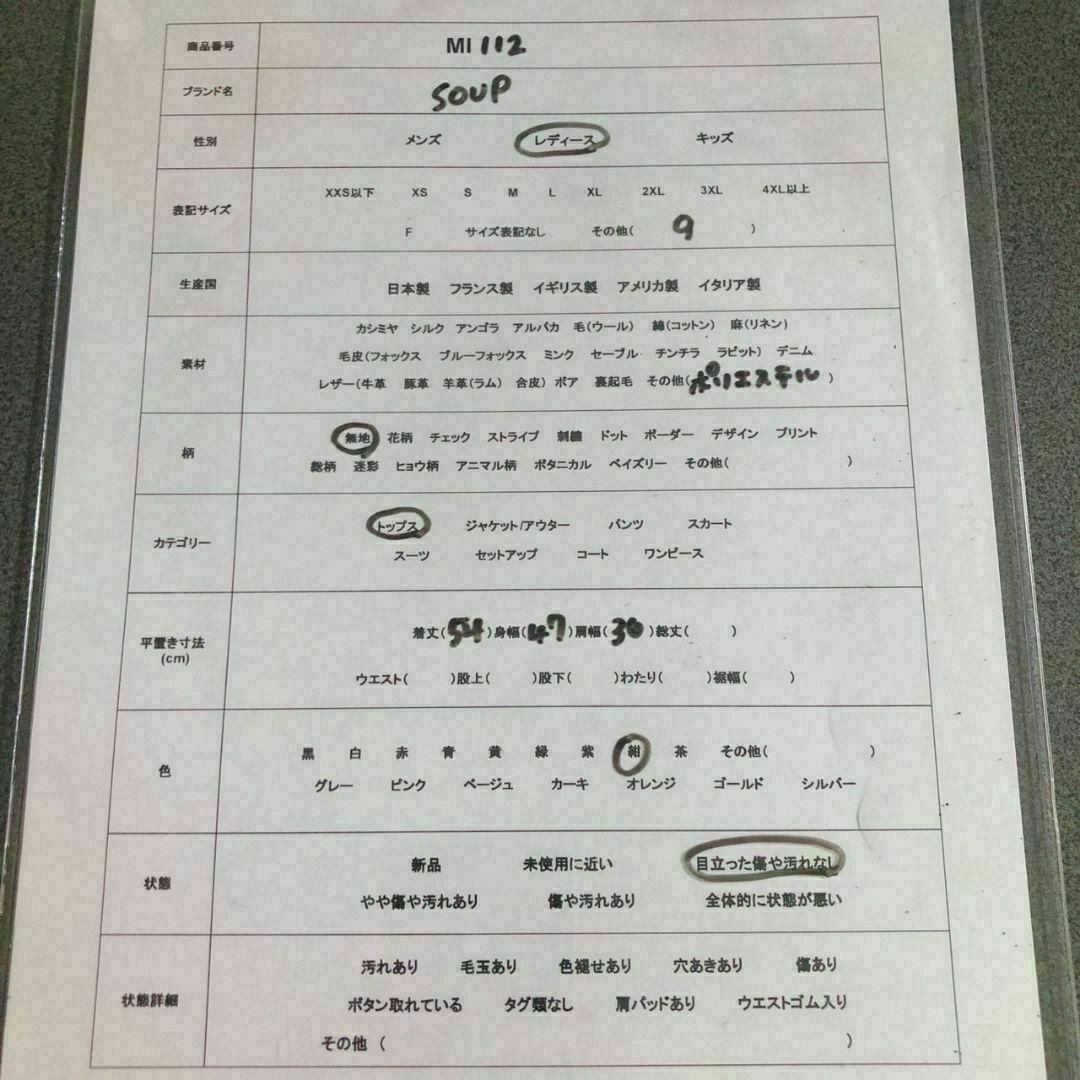 商品番号 MI 112
ブランド名 SOUP
性別 メンズ レディース キッズ
表記サイズ
XXS以下 XS S M L XL 2XL 3XL 4XL以上
F サイズ表記なし その他( 9 )
生産国 日本製 フランス製 イギリス製 アメリカ製 イタリア製
素材
カシミヤ シルク アンゴラ アルパカ 毛(ウール) 綿(コットン) 麻(リネン)
毛皮(フォックス ブルーフォックス ミンク セーブル チンチラ ラビット) デニム
レザー(牛革 豚革 羊革(ラム) 合皮) ボア 裏起毛 その他(ポリエステル)
柄
無地 花柄 チェック ストライプ 刺繍 ドット ボーダー デザイン プリント
総柄 迷彩 ヒョウ柄 アニマル柄 ボタニカル ペイズリー その他( )
カテゴリー
トップス ジャケット/アウター パンツ スカート
スーツ セットアップ コート ワンピース
平置き寸法
(cm)
着丈(54)身幅(47)肩幅(36)総丈( )
ウエスト( )股上( )股下( )わたり( )裾幅( )
色
黒 白 赤 青 黄 緑 紫 紺 茶 その他( )
グレー ピンク ベージュ カーキ オレンジ ゴールド シルバー
状態
新品 未使用に近い 目立った傷や汚れなし
やや傷や汚れあり 傷や汚れあり 全体的に状態が悪い
状態詳細
汚れあり 毛玉あり 色褪せあり 穴あきあり 傷あり
ボタン取れている タグ類なし 肩パッドあり ウエストゴム入り
その他 ( )